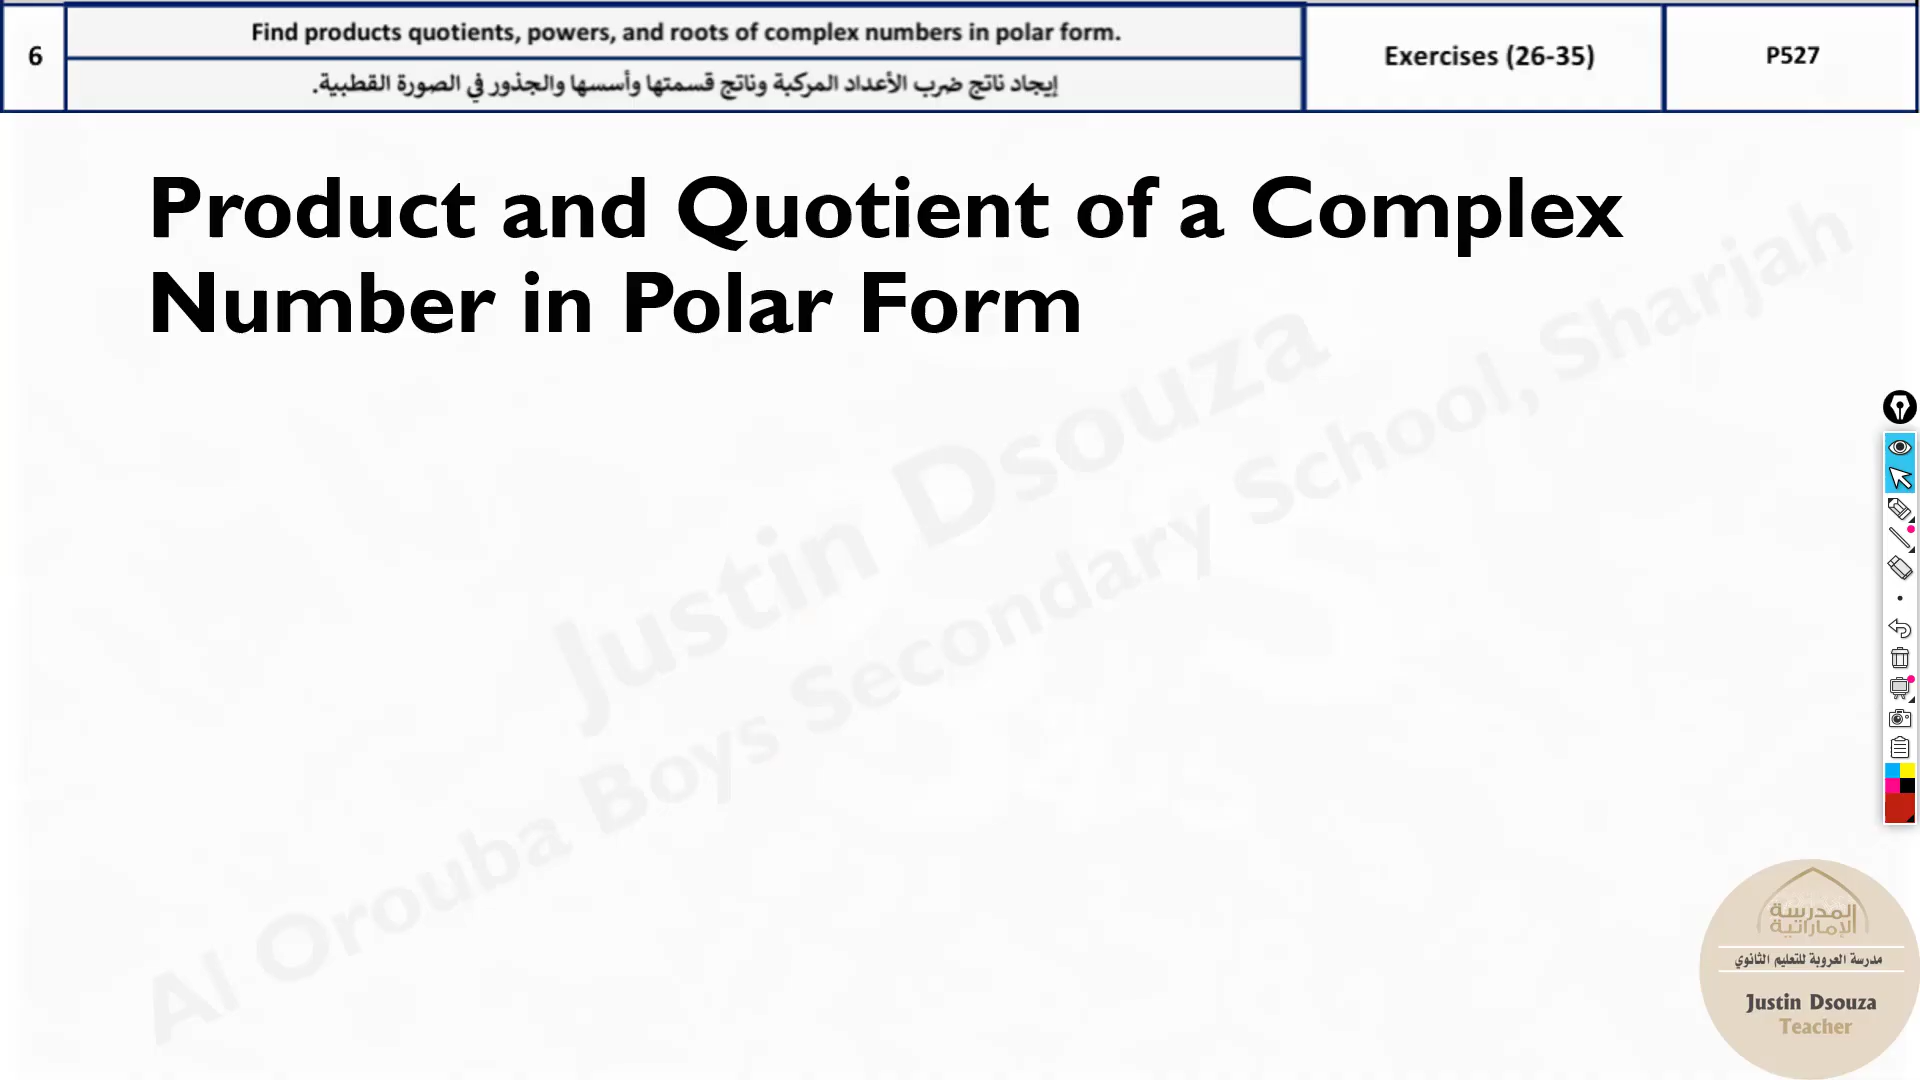 6
Find products quotients, powers, and roots of complex numbers in polar form.
إيجاد ناتج ضرب الأعداد المركبة وناتج قسمتها وأسسها والجذور في الصورة القطبية.
Exercises (26-35)
P527
Product and Quotient of a Complex
Number in Polar Form
Justin Dsouza
Al Orouba Boys Secondary School, Sharjah
المدرسة
الإماراتية
مدرسة العروبة للتعليم الثانوي
Justin Dsouza
Teacher